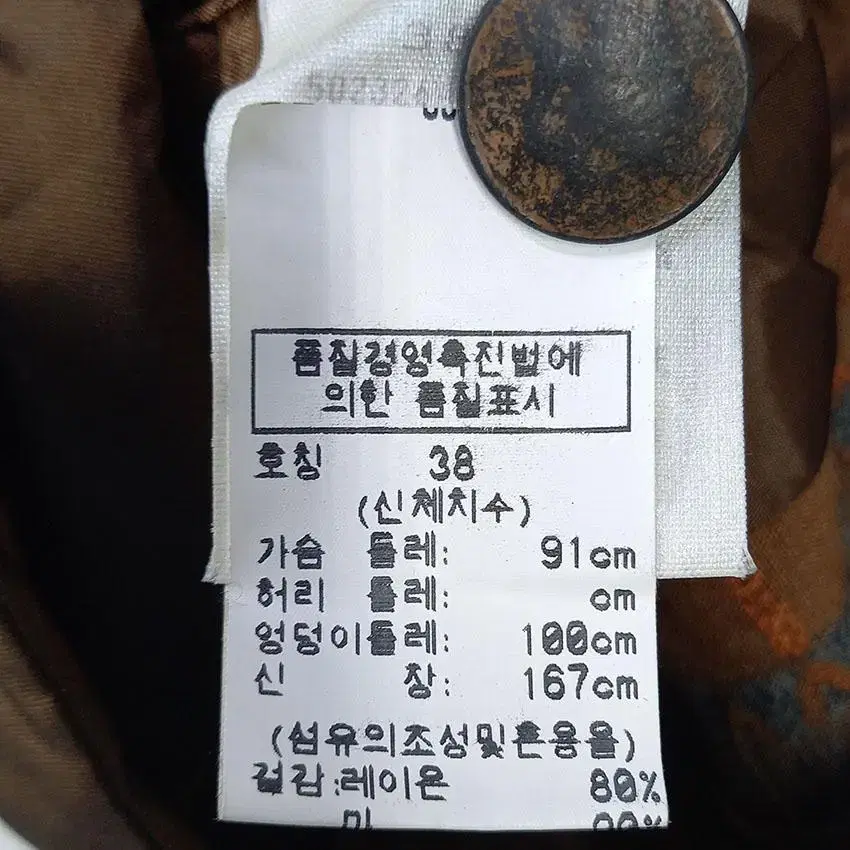 품질경영촉진법에
의한 품질표시
호칭 38
(신체치수)
가슴 둘레: 91cm
허리 둘레: cm
엉덩이둘레: 100cm
신 장: 167cm
(섬유의조성및혼용율)
겉감:레이온 80%